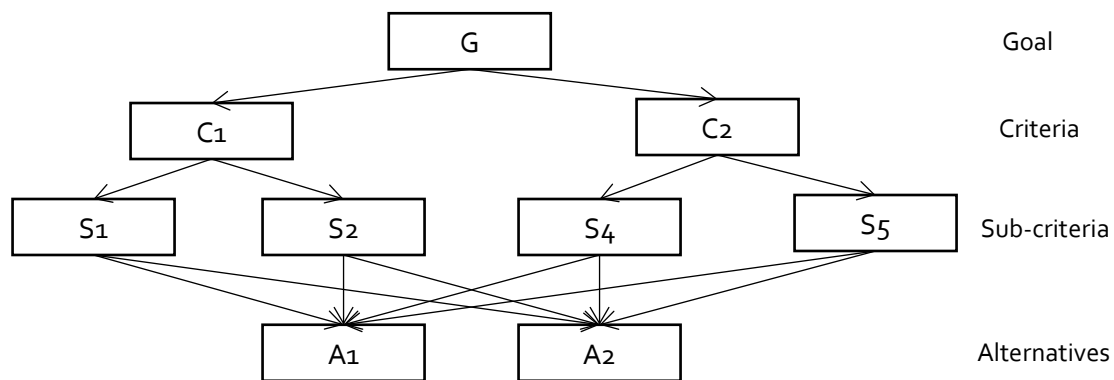 G Goal
C1 C2 Criteria
S1 S2 S4 S5 Sub-criteria
A1 A2 Alternatives